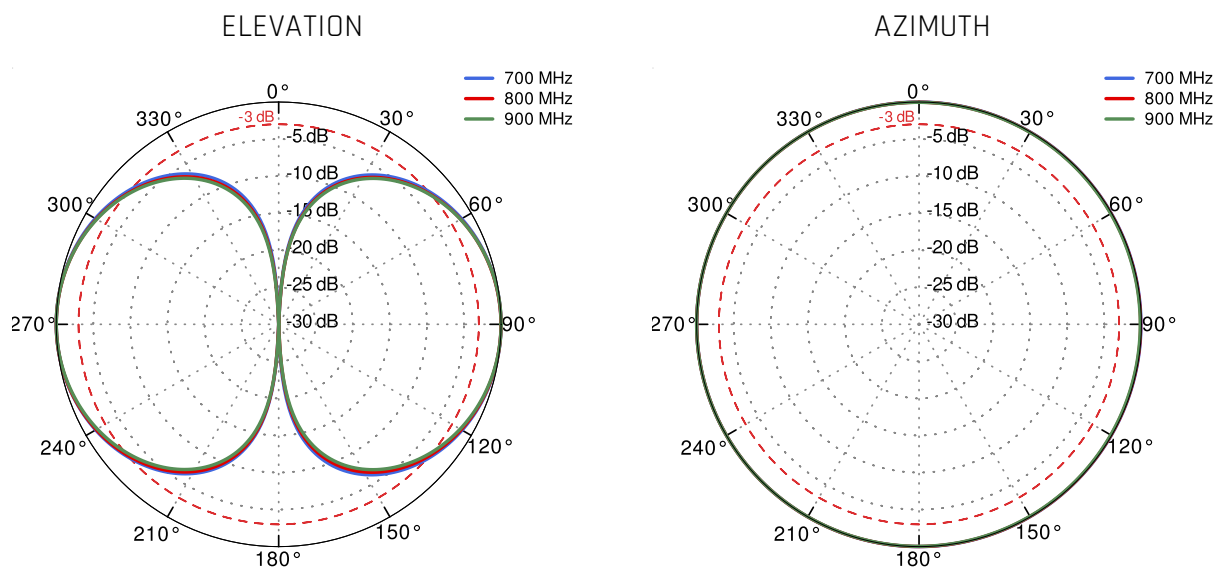 ELEVATION
700 MHz
800 MHz
900 MHz
0°
330°
-3 dB
30°
-5 dB
-10 dB
300°
-15 dB
60°
-20 dB
-25 dB
270°
-30 dB
90°
240°
120°
210°
150°
180°
AZIMUTH
700 MHz
800 MHz
900 MHz
0°
330°
-3 dB
30°
-5 dB
-10 dB
300°
-15 dB
60°
-20 dB
-25 dB
270°
-30 dB
90°
240°
120°
210°
150°
180°